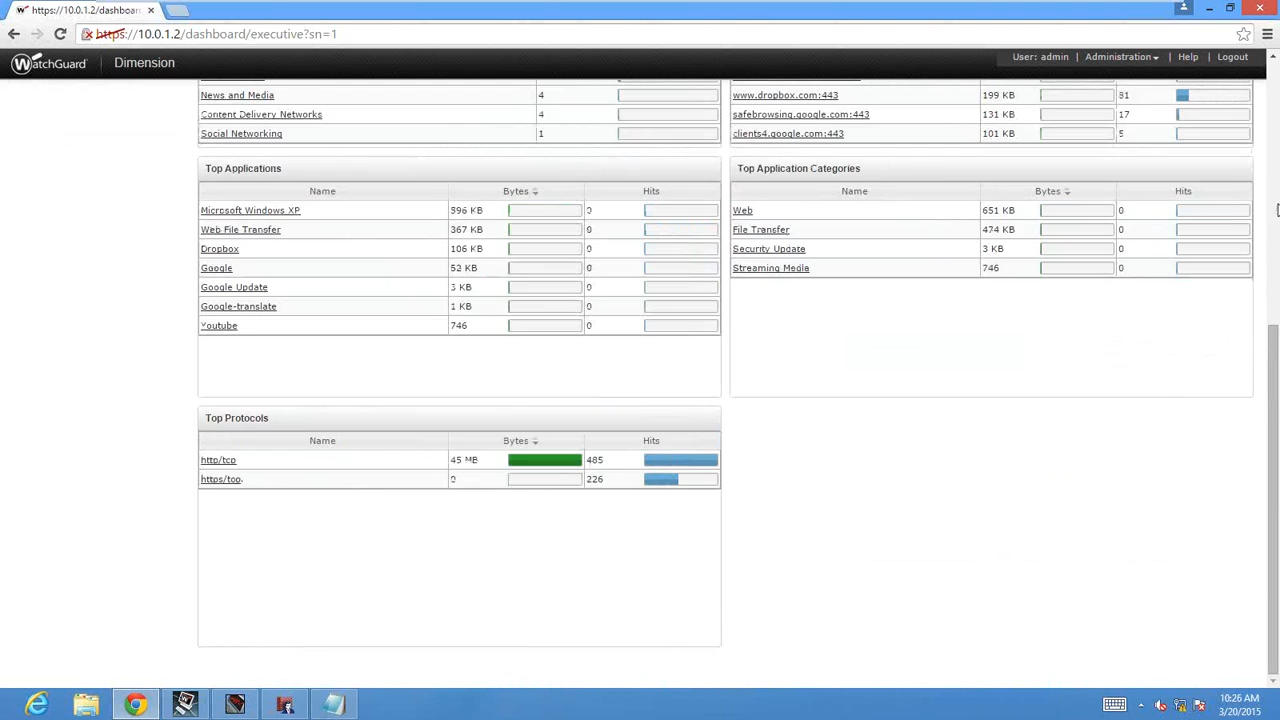 https://10.0.1.2/dashboar
https://10.0.1.2/dashboard/executive?sn=1
WatchGuard Dimension User: admin Administration Help Logout
News and Media 4
Content Delivery Networks 4
Social Networking 1
www.dropbox.com:443 199 KB 31
safebrowsing.google.com:443 131 KB 17
clients4.google.com:443 101 KB 5
Top Applications
Name Bytes Hits
Microsoft Windows XP 596 KB 0
Web File Transfer 367 KB 0
Dropbox 106 KB 0
Google 52 KB 0
Google Update 3 KB 0
Google-translate 1 KB 0
Youtube 746 0
Top Application Categories
Name Bytes Hits
Web 651 KB 0
File Transfer 474 KB 0
Security Update 3 KB 0
Streaming Media 746 0
Top Protocols
Name Bytes Hits
http/tcp 45 MB 485
https/tcp 0 226
10:26 AM
3/20/2015